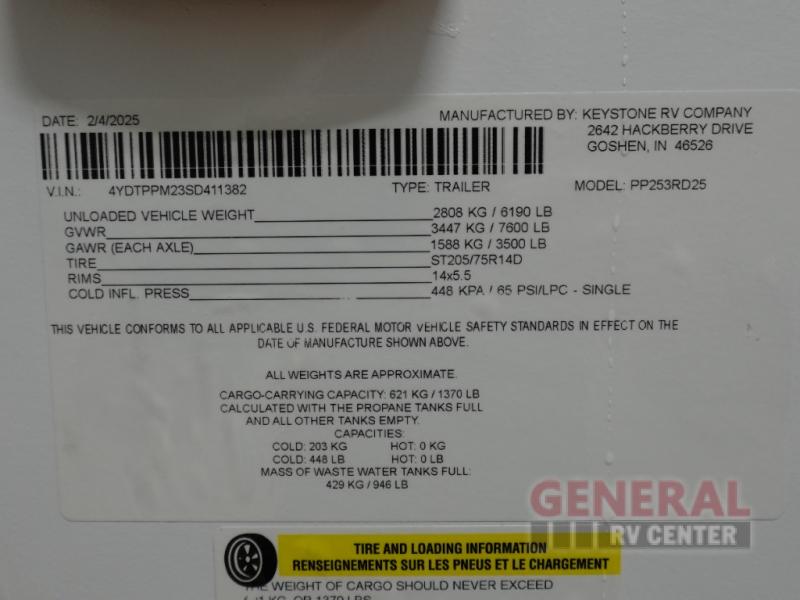 DATE: 2/4/2025
MANUFACTURED BY: KEYSTONE RV COMPANY
2642 HACKBERRY DRIVE
GOSHEN, IN 46526
V.I.N.: 4YDTPPM23SD411382 TYPE: TRAILER MODEL: PP253RD25
UNLOADED VEHICLE WEIGHT 2808 KG / 6190 LB
GVWR 3447 KG / 7600 LB
GAWR (EACH AXLE) 1588 KG / 3500 LB
TIRE ST205/75R14D
RIMS 14x5.5
COLD INFL. PRESS 448 KPA / 65 PSI/LPC - SINGLE
THIS VEHICLE CONFORMS TO ALL APPLICABLE U.S. FEDERAL MOTOR VEHICLE SAFETY STANDARDS IN EFFECT ON THE
DATE OF MANUFACTURE SHOWN ABOVE.
ALL WEIGHTS ARE APPROXIMATE.
CARGO-CARRYING CAPACITY: 621 KG / 1370 LB
CALCULATED WITH THE PROPANE TANKS FULL
AND ALL OTHER TANKS EMPTY.
CAPACITIES:
COLD: 203 KG HOT: 0 KG
COLD: 448 LB HOT: 0 LB
MASS OF WASTE WATER TANKS FULL:
429 KG / 946 LB
GENERAL
RV CENTER
TIRE AND LOADING INFORMATION
RENSEIGNEMENTS SUR LES PNEUS ET LE CHARGEMENT
THE WEIGHT OF CARGO SHOULD NEVER EXCEED
KG OR 1370 LBS